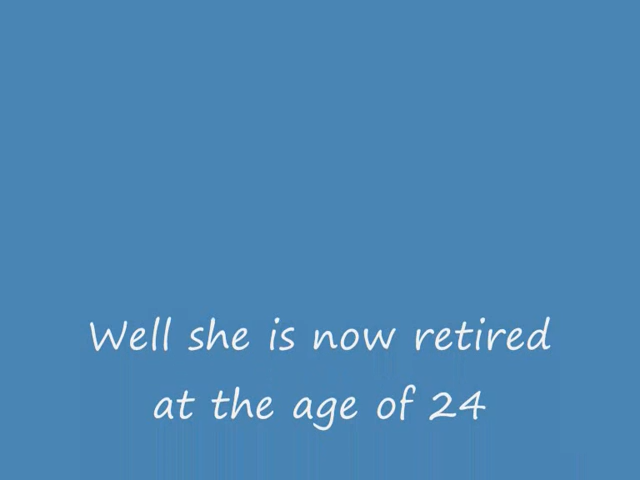 Well she is now retired
at the age of 24